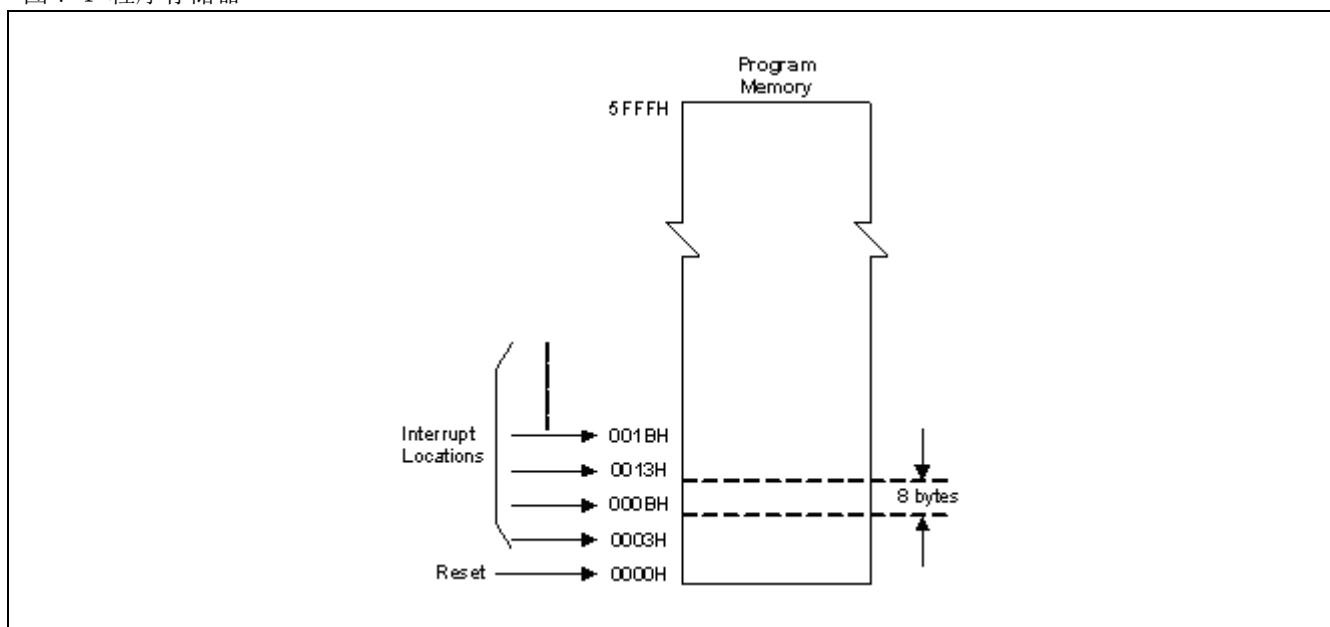 Program
Memory
5FFFH
Interrupt
Locations
001BH
0013H
000BH
0003H
8 bytes
Reset
0000H